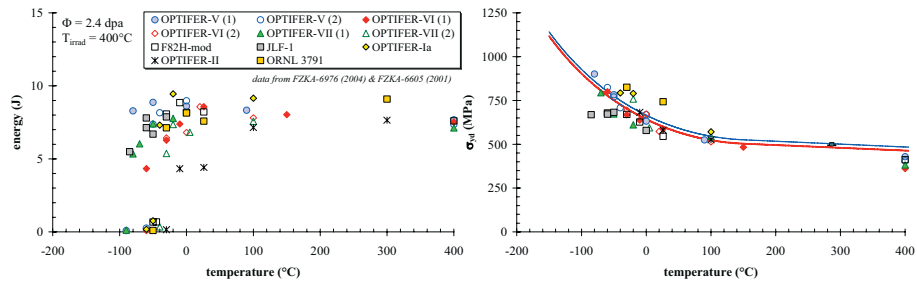 Φ = 2.4 dpa
T_irrad = 400°C
OPTIFER-V (1)
OPTIFER-V (2)
OPTIFER-VI (1)
OPTIFER-VI (2)
OPTIFER-VII (1)
OPTIFER-VII (2)
F82H-mod
JLF-1
OPTIFER-Ia
OPTIFER-II
ORNL 3791
data from FZKA-6976 (2004) & FZKA-6605 (2001)
energy (J)
15
10
5
0
-200 -100 0 100 200 300 400
temperature (°C)
σyd (MPa)
1250
1000
750
500
250
0
-200 -100 0 100 200 300 400
temperature (°C)